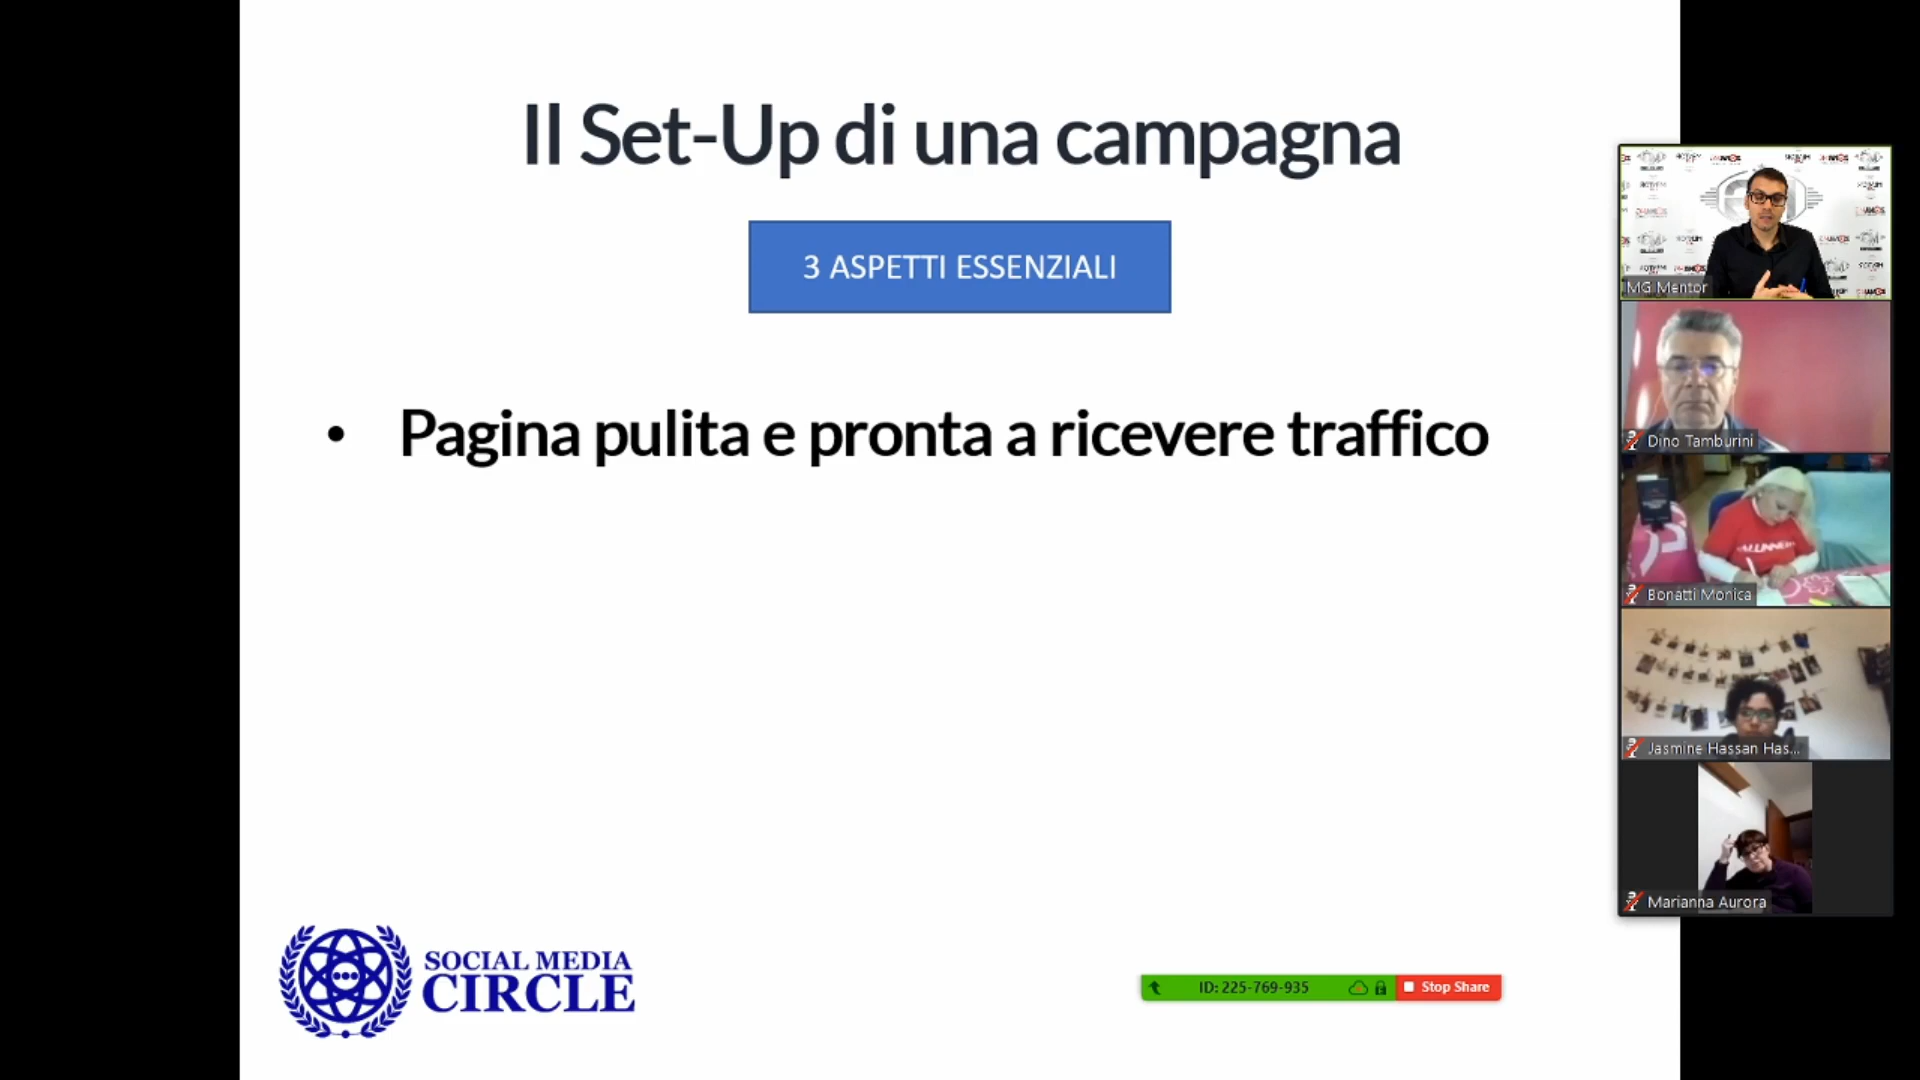 Il Set-Up di una campagna
3 ASPETTI ESSENZIALI
• Pagina pulita e pronta a ricevere traffico
SOCIAL MEDIA
CIRCLE
ID: 225-769-935
Stop Share
MG Mentor
Dino Tamburini
Bonatti Monica
Jasmine Hassan Has...
Marianna Aurora